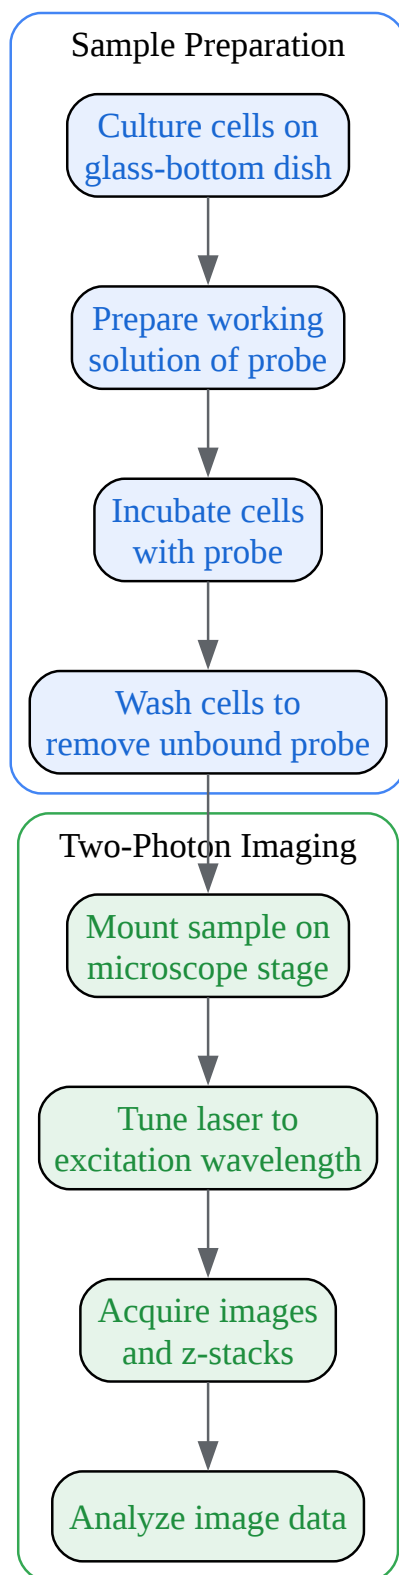 Sample Preparation
Culture cells on
glass-bottom dish
Prepare working
solution of probe
Incubate cells
with probe
Wash cells to
remove unbound probe
Two-Photon Imaging
Mount sample on
microscope stage
Tune laser to
excitation wavelength
Acquire images
and z-stacks
Analyze image data